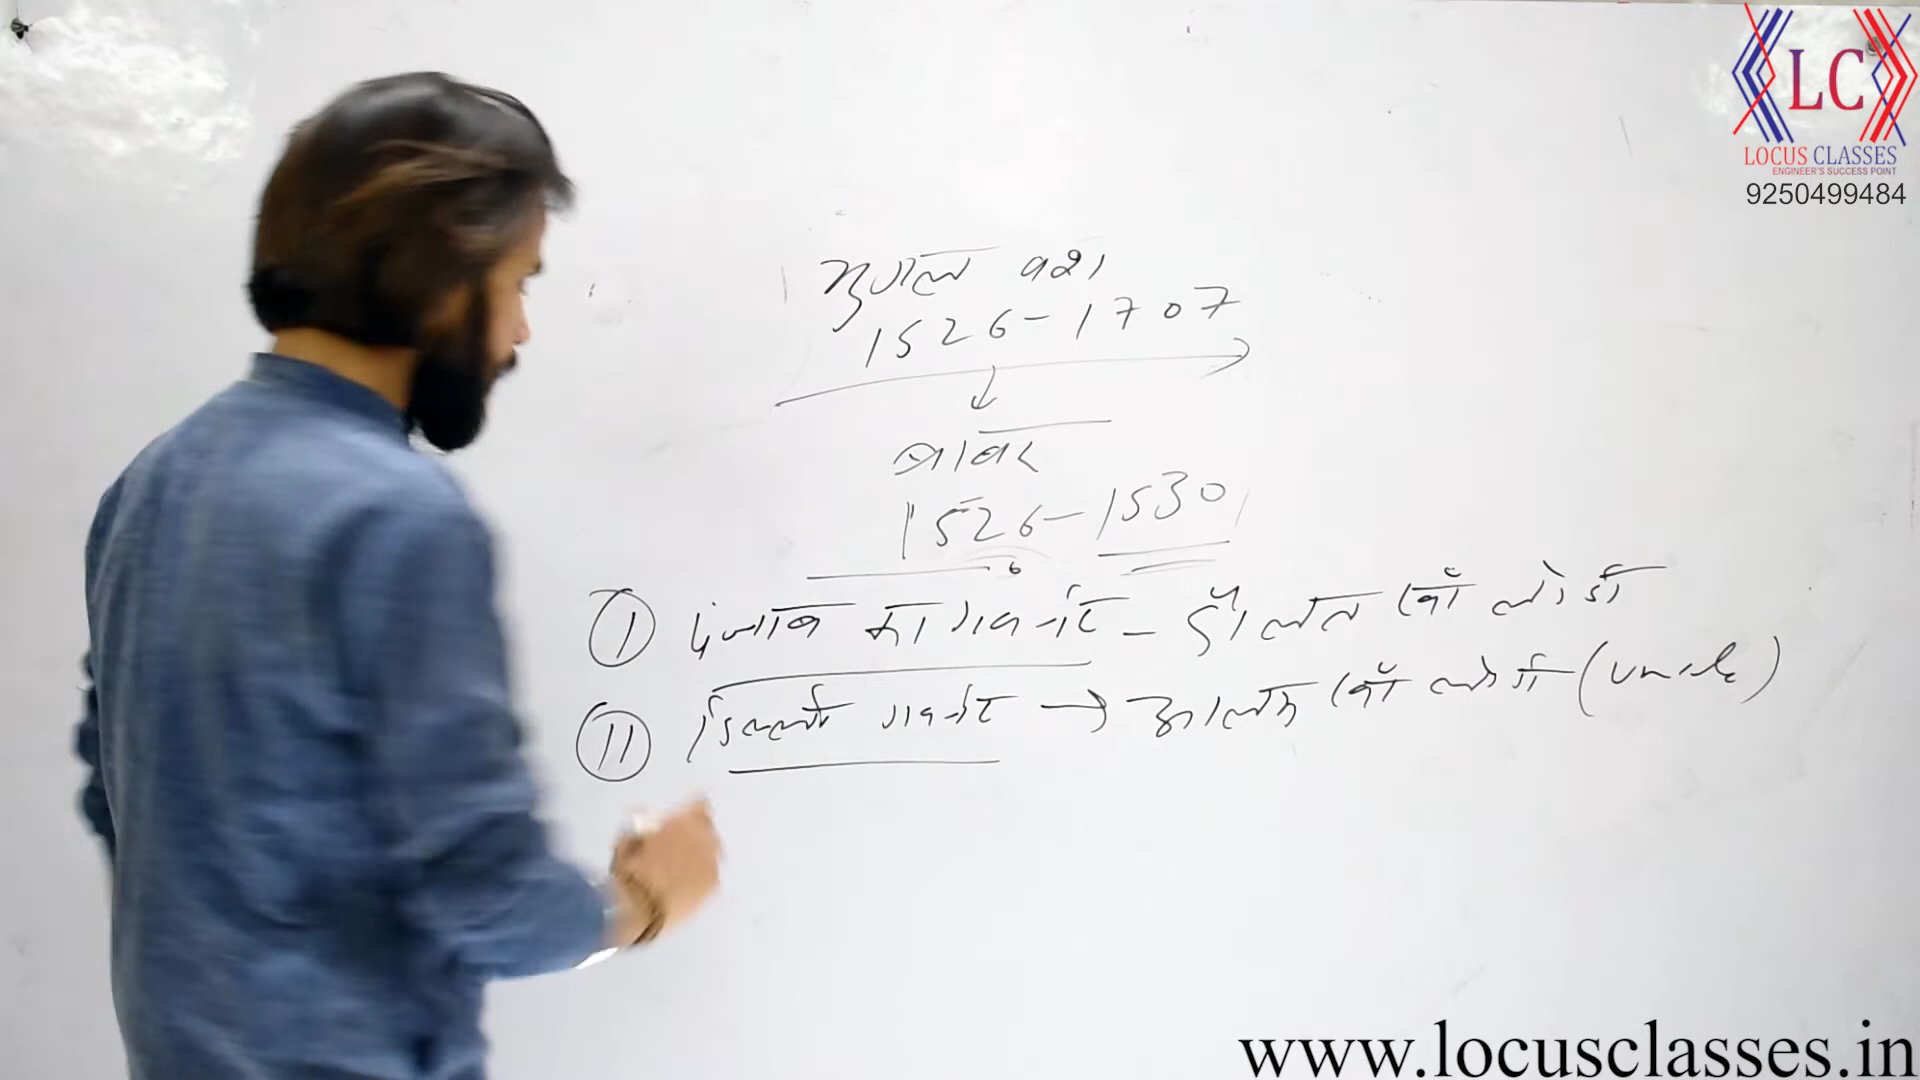 LC
LOCUS CLASSES
ENGINEER'S SUCCESS POINT
9250499484
मुगल वंश
1526-1707
बाबर
1526-1530
I पंजाब का गवर्नर - दौलत खाँ लोदी
II दिल्ली गवर्नर → आलम खाँ लोदी (Uncle)
www.locusclasses.in